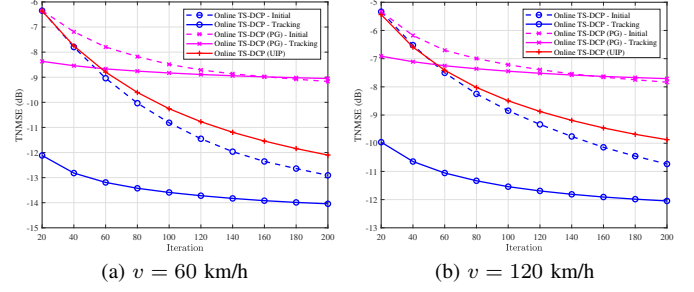 -5
-6
-7
-8
-9
-10
-11
-12
-13
-14
-15
TNMSE (dB)
20 40 60 80 100 120 140 160 180 200
Iteration
Online TS-DCP - Initial
Online TS-DCP - Tracking
Online TS-DCP (PG) - Initial
Online TS-DCP (PG) - Tracking
Online TS-DCP (UIP)
(a) v = 60 km/h
-5
-6
-7
-8
-9
-10
-11
-12
-13
TNMSE (dB)
20 40 60 80 100 120 140 160 180 200
Iteration
Online TS-DCP - Initial
Online TS-DCP - Tracking
Online TS-DCP (PG) - Initial
Online TS-DCP (PG) - Tracking
Online TS-DCP (UIP)
(b) v = 120 km/h